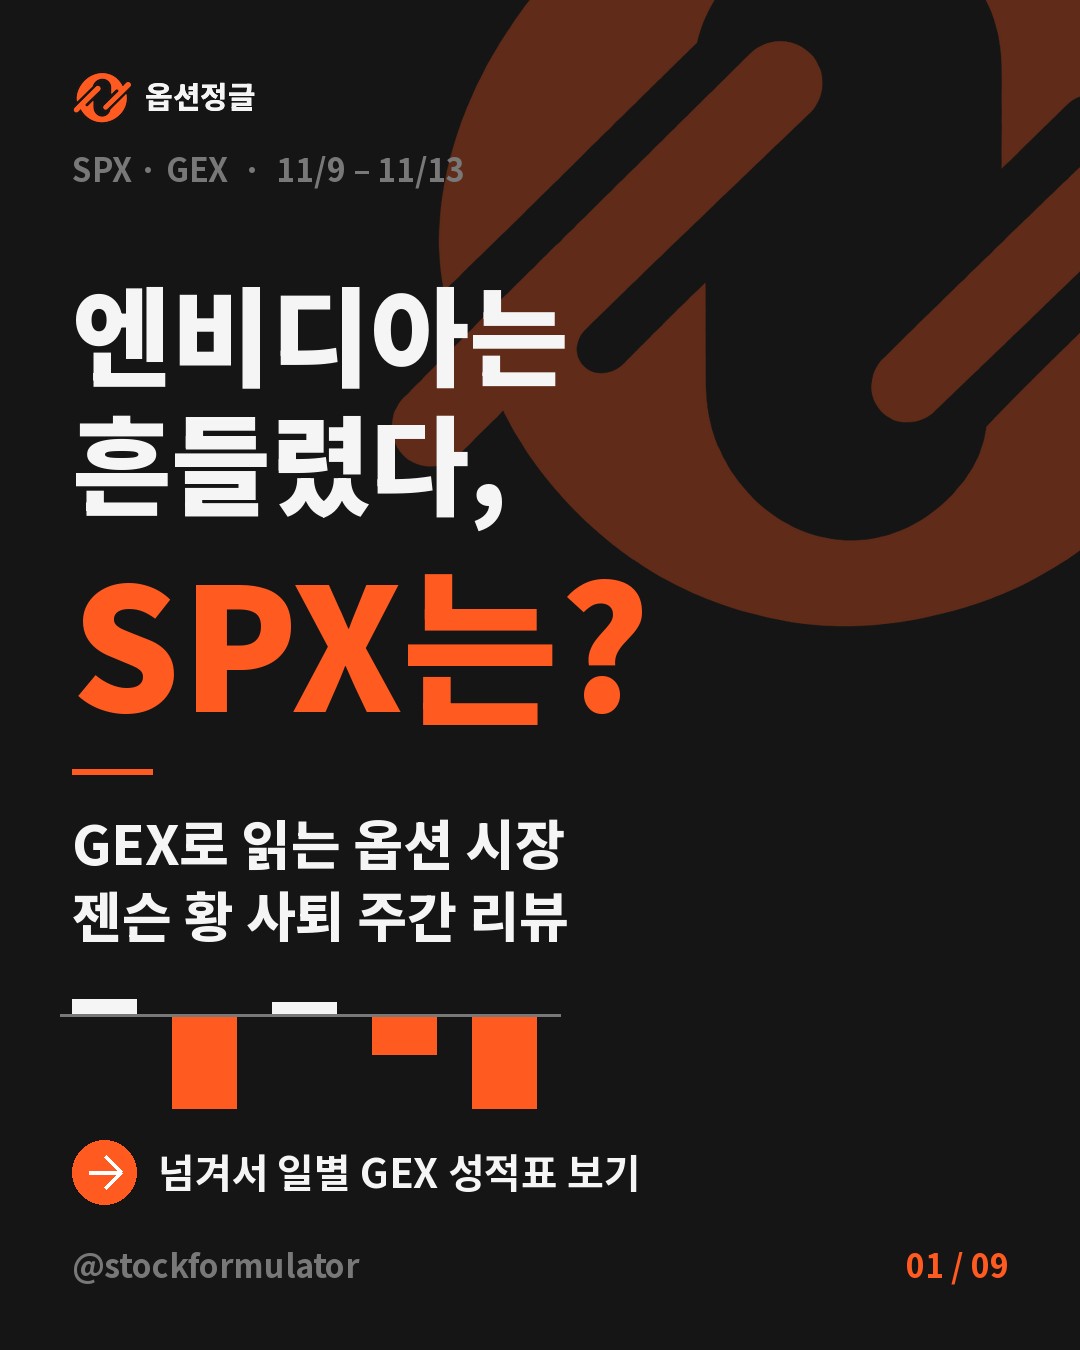 옵션정글
SPX · GEX · 11/9 – 11/13
엔비디아는
흔들렸다,
SPX는?
GEX로 읽는 옵션 시장
젠슨 황 사퇴 주간 리뷰
넘겨서 일별 GEX 성적표 보기
@stockformulator
01 / 09